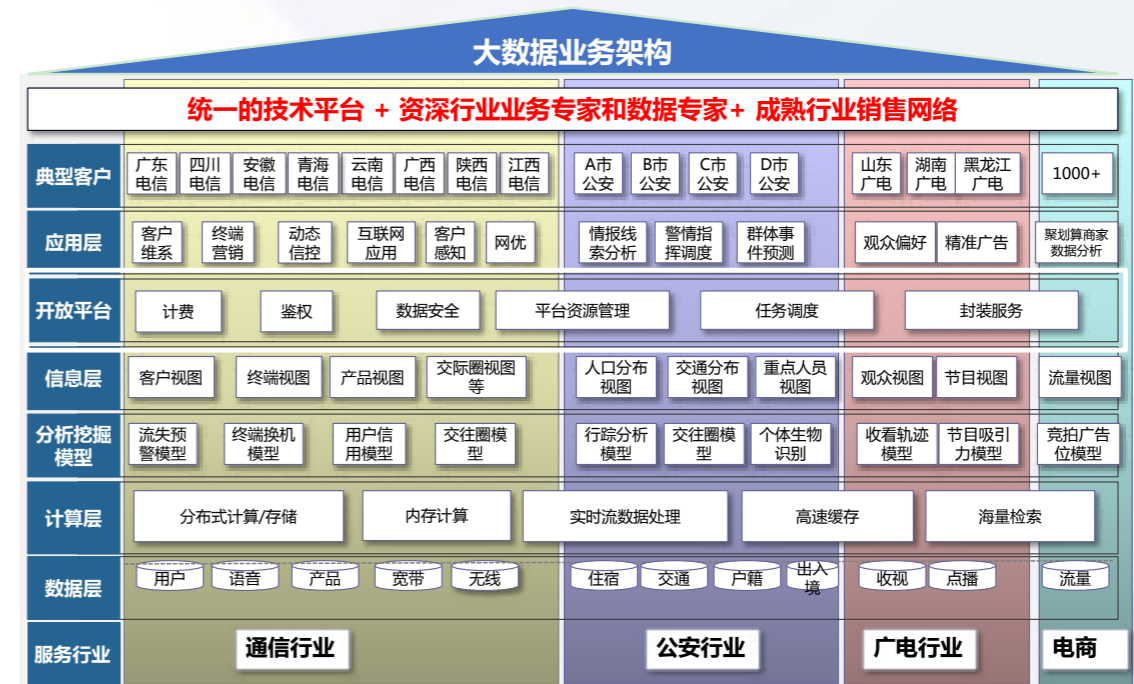 大数据业务架构
统一的技术平台 + 资深行业业务专家和数据专家+ 成熟行业销售网络
典型客户
广东
电信
四川
电信
安徽
电信
青海
电信
云南
电信
广西
电信
陕西
电信
江西
电信
A市
公安
B市
公安
C市
公安
D市
公安
山东
广电
湖南
广电
黑龙江
广电
1000+
应用层
客户
维系
终端
营销
动态
信控
互联网
应用
客户
感知
网优
情报线
索分析
警情指
挥调度
群体事
件预测
观众偏好
精准广告
聚划算商家
数据分析
开放平台
计费
鉴权
数据安全
平台资源管理
任务调度
封装服务
信息层
客户视图
终端视图
产品视图
交际圈视图
等
人口分布
视图
交通分布
视图
重点人员
视图
观众视图
节目视图
流量视图
分析挖掘
模型
流失预
警模型
终端换机
模型
用户信
用模型
交往圈模
型
行踪分析
模型
交往圈模
型
个体生物
识别
收看轨迹
模型
节目吸引
力模型
竞拍广告
位模型
计算层
分布式计算/存储
内存计算
实时流数据处理
高速缓存
海量检索
数据层
用户
语音
产品
宽带
无线
住宿
交通
户籍
出入
境
收视
点播
流量
服务行业
通信行业
公安行业
广电行业
电商